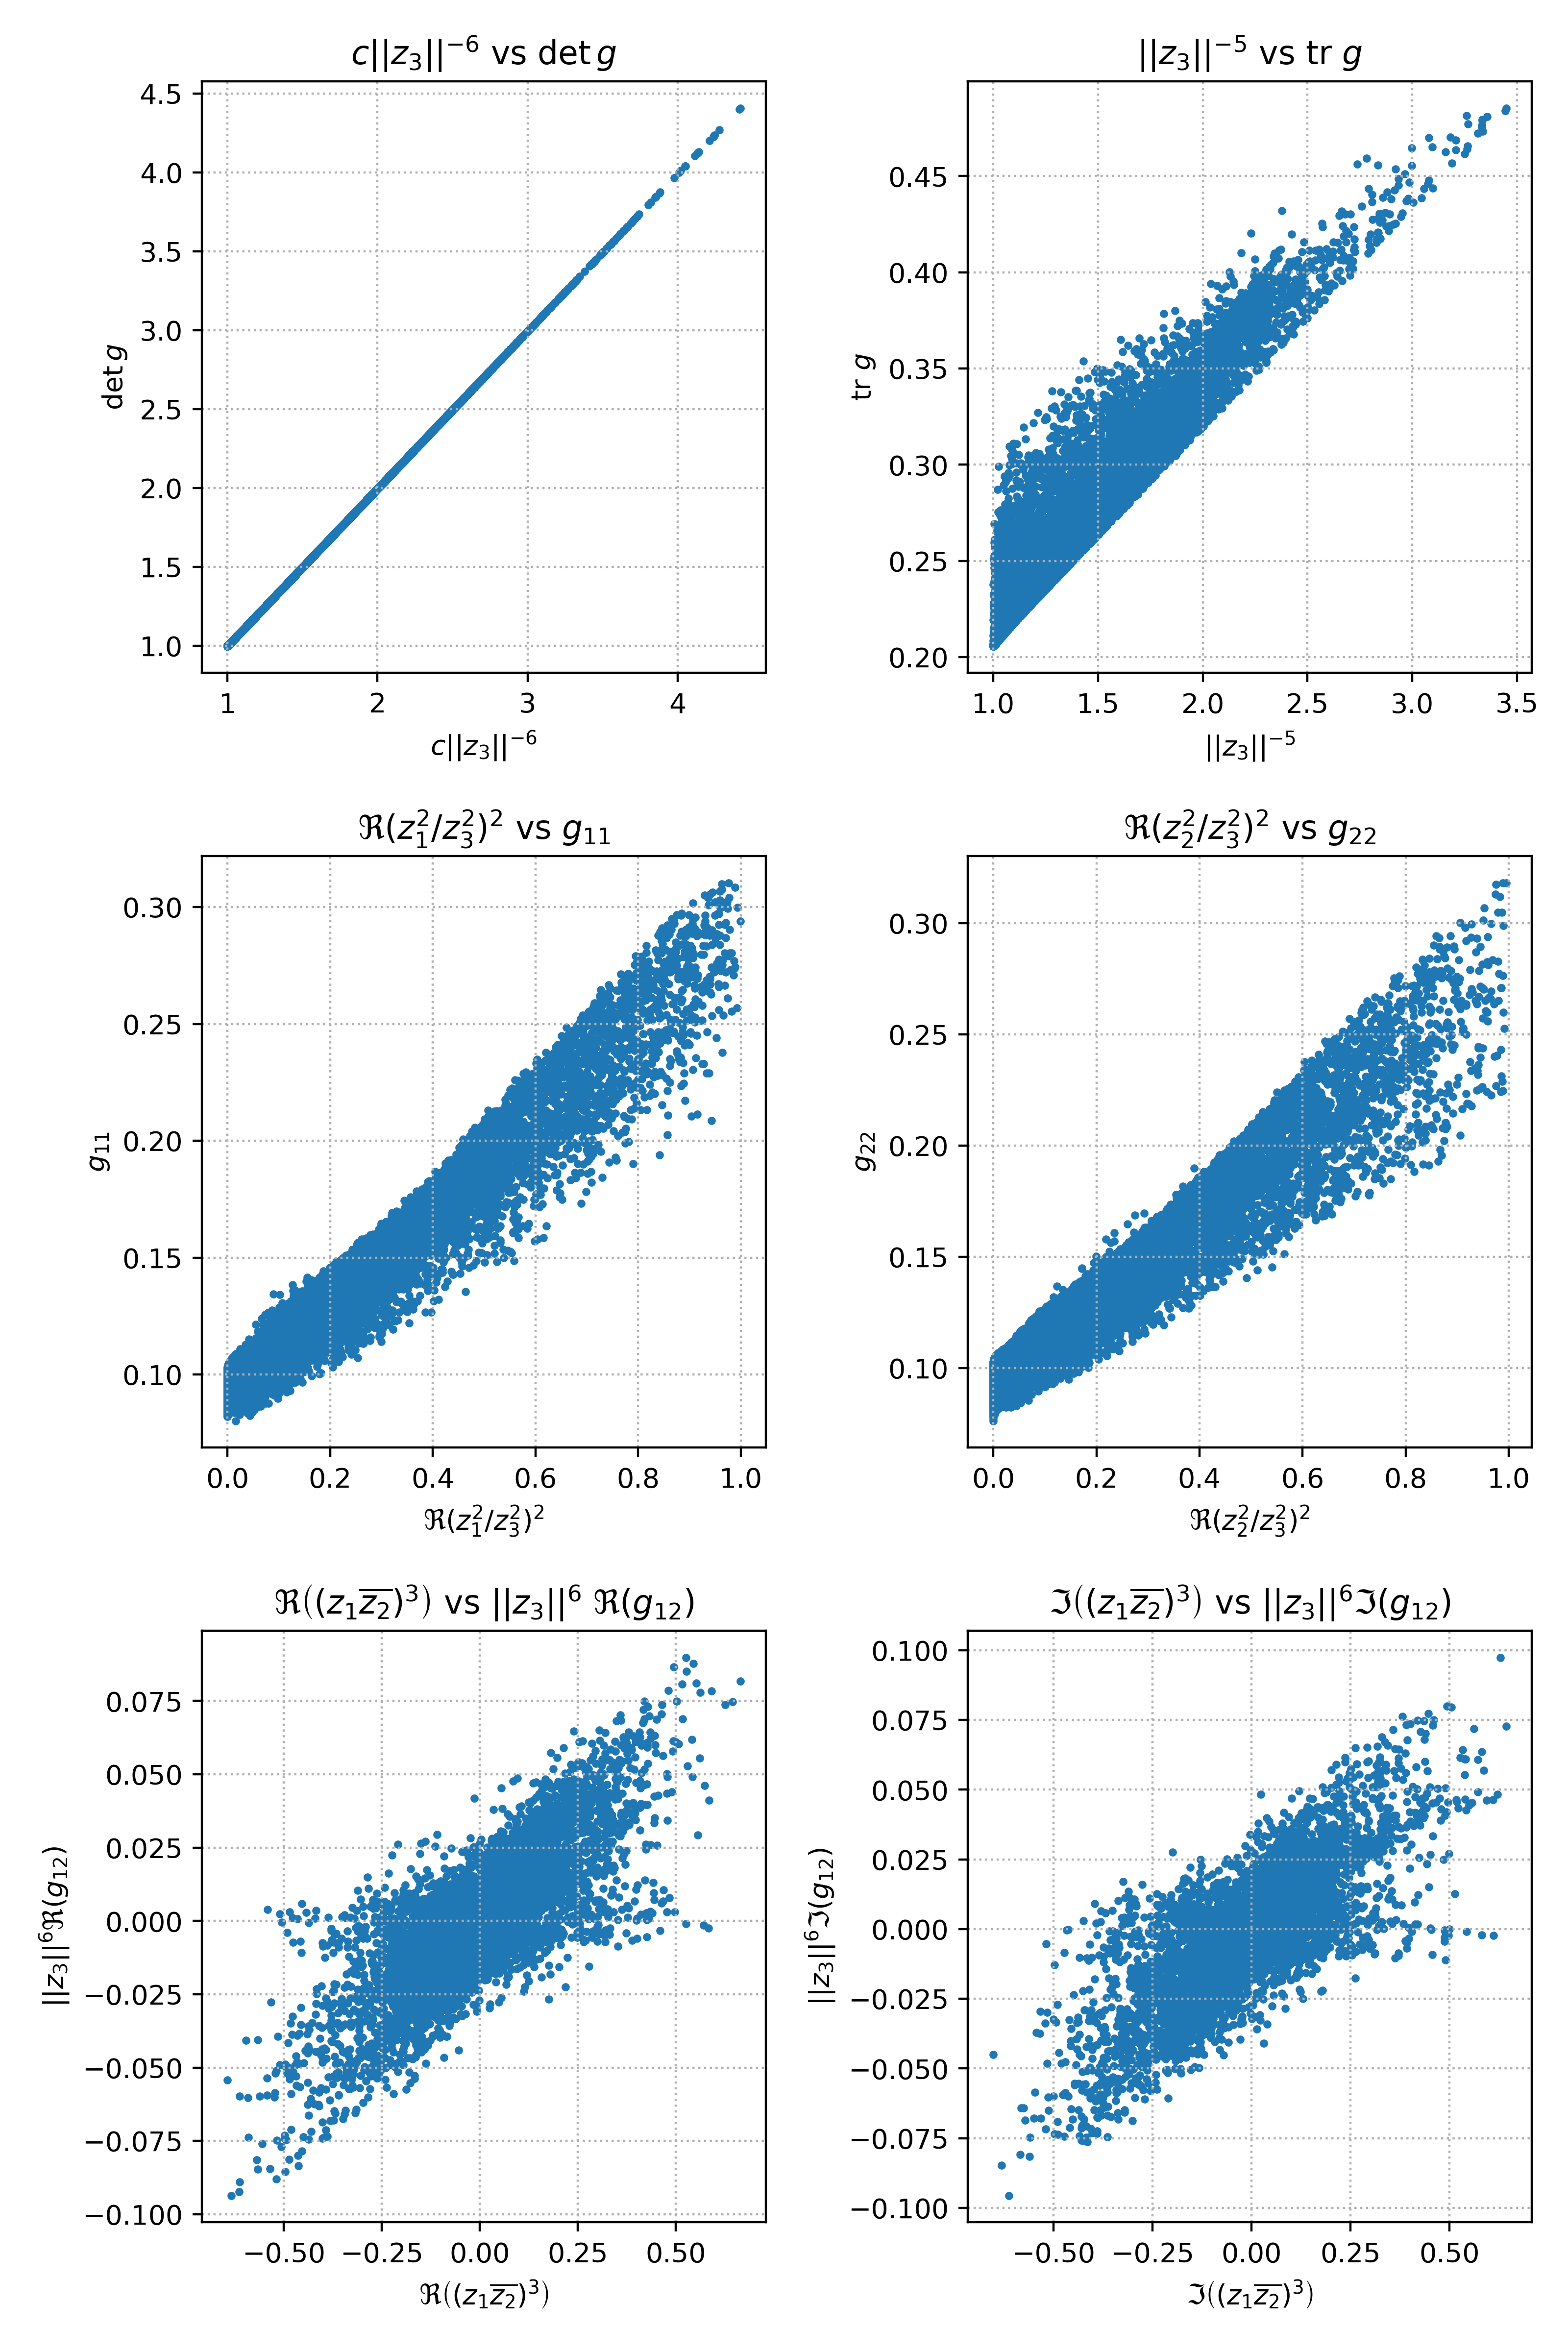 c||z₃||⁻⁶ vs det g
4.5
4.0
3.5
3.0
2.5
2.0
1.5
1.0
det g
1 2 3 4
c||z₃||⁻⁶
||z₃||⁻⁵ vs tr g
0.45
0.40
0.35
0.30
0.25
0.20
tr g
1.0 1.5 2.0 2.5 3.0 3.5
||z₃||⁻⁵
ℜ(z₁²/z₃²)² vs g₁₁
0.30
0.25
0.20
0.15
0.10
g₁₁
0.0 0.2 0.4 0.6 0.8 1.0
ℜ(z₁²/z₃²)²
ℜ(z₂²/z₃²)² vs g₂₂
0.30
0.25
0.20
0.15
0.10
g₂₂
0.0 0.2 0.4 0.6 0.8 1.0
ℜ(z₂²/z₃²)²
ℜ((z₁z̅₂)³) vs ||z₃||⁶ ℜ(g₁₂)
0.075
0.050
0.025
0.000
−0.025
−0.050
−0.075
−0.100
||z₃||⁶ℜ(g₁₂)
−0.50 −0.25 0.00 0.25 0.50
ℜ((z₁z̅₂)³)
ℑ((z₁z̅₂)³) vs ||z₃||⁶ℑ(g₁₂)
0.100
0.075
0.050
0.025
0.000
−0.025
−0.050
−0.075
−0.100
||z₃||⁶ℑ(g₁₂)
−0.50 −0.25 0.00 0.25 0.50
ℑ((z₁z̅₂)³)